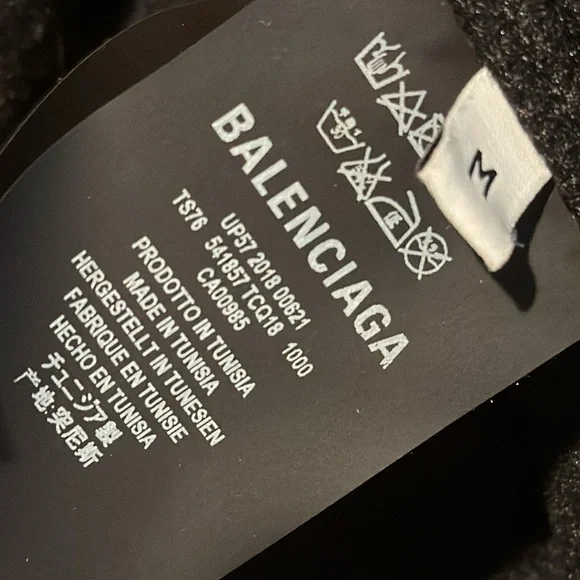 M
BALENCIAGA
UP57 2018 00621
TS76 541857 TCQ18 1000
CA00985
PRODOTTO IN TUNISIA
MADE IN TUNISIA
HERGESTELLT IN TUNESIEN
FABRIQUE EN TUNISIE
HECHO EN TUNISIA
チュニジア製
产地:突尼斯